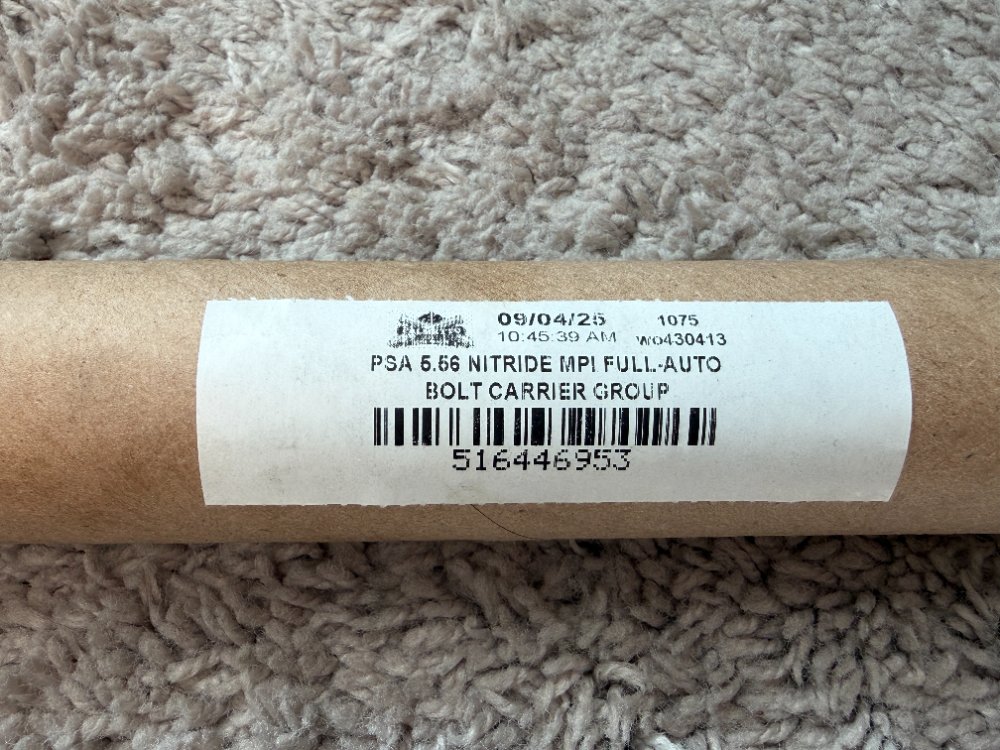 09/04/25 1075
10:45:39 AM wo430413
PSA 5.56 NITRIDE MPI FULL-AUTO
BOLT CARRIER GROUP
516446953